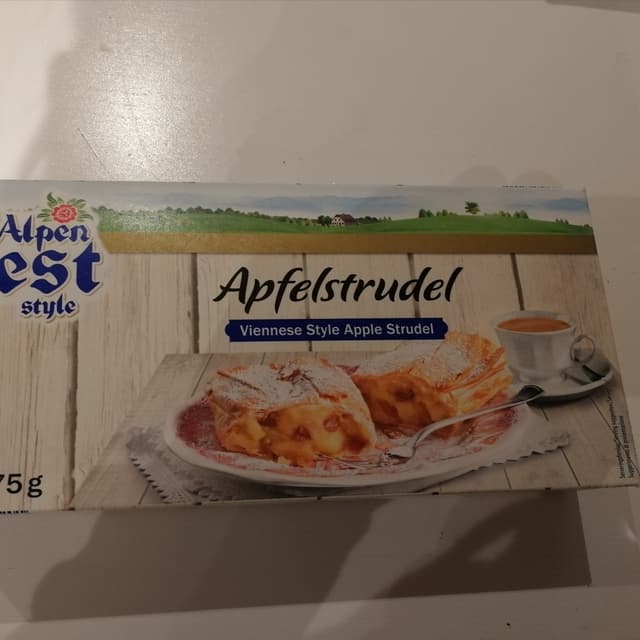 Alpen
est
style
Apfelstrudel
Viennese Style Apple Strudel
75g